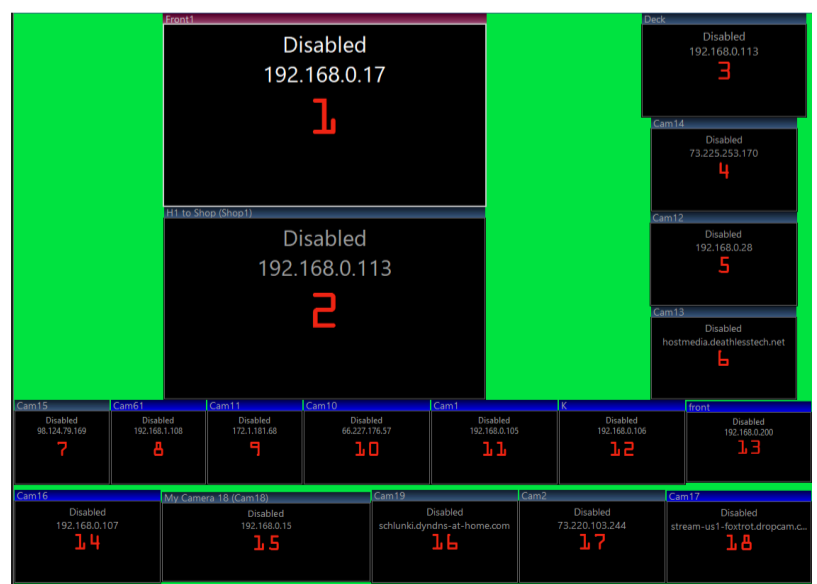 Front1
Disabled
192.168.0.17
1
H1 to Shop (Shop1)
Disabled
192.168.0.113
2
Deck
Disabled
192.168.0.113
3
Cam14
Disabled
73.225.253.170
4
Cam12
Disabled
192.168.0.28
5
Cam13
Disabled
hostmedia.deathlesstech.net
6
Cam15
Disabled
98.124.79.169
7
Cam61
Disabled
192.168.1.108
8
Cam11
Disabled
172.1.181.68
9
Cam10
Disabled
66.227.176.57
10
Cam1
Disabled
192.168.0.105
11
K
Disabled
192.168.0.106
12
front
Disabled
192.168.0.200
13
Cam16
Disabled
192.168.0.107
14
My Camera 18 (Cam18)
Disabled
192.168.0.15
15
Cam19
Disabled
schlunki.dyndns-at-home.com
16
Cam2
Disabled
73.220.103.244
17
Cam17
Disabled
stream-us1-foxtrot.dropcam.c...
18